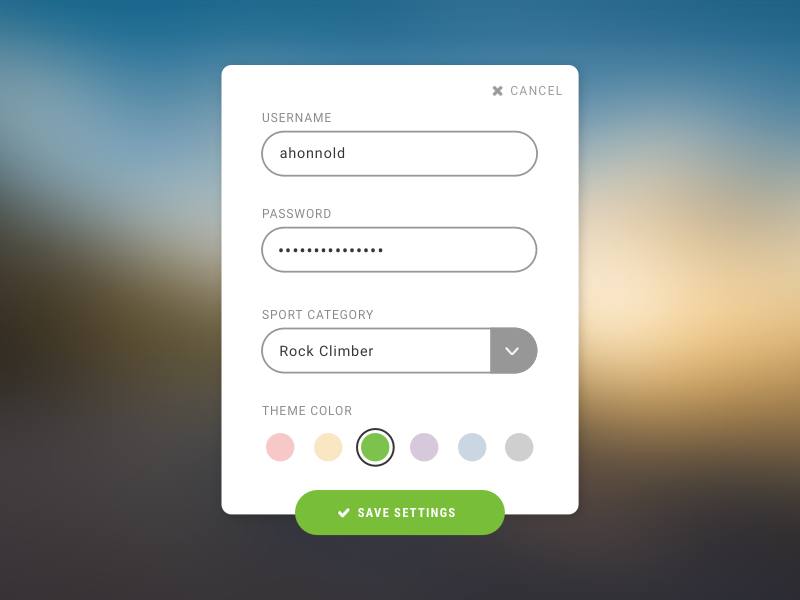 CANCEL
USERNAME
ahonnold
PASSWORD
•••••••••••••••
SPORT CATEGORY
Rock Climber
THEME COLOR
SAVE SETTINGS